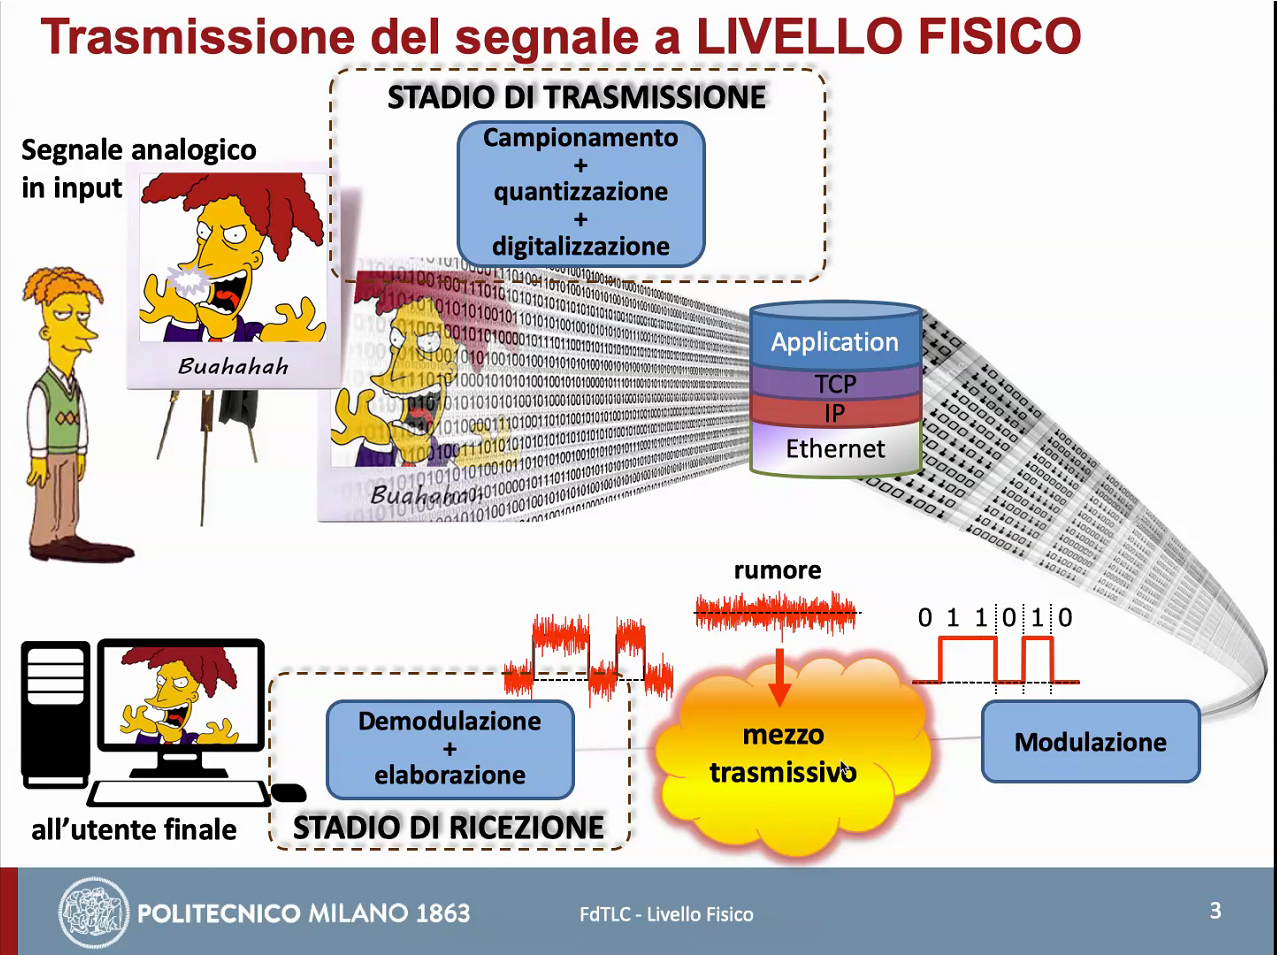 Trasmissione del segnale a LIVELLO FISICO
STADIO DI TRASMISSIONE
Campionamento
+
quantizzazione
+
digitalizzazione
Segnale analogico
in input
Buahahah
Buahahah
Application
TCP
IP
Ethernet
rumore
0 1 1 0 1 0
Demodulazione
+
elaborazione
mezzo
trasmissivo
Modulazione
all'utente finale
STADIO DI RICEZIONE
POLITECNICO MILANO 1863
FdTLC - Livello Fisico
3